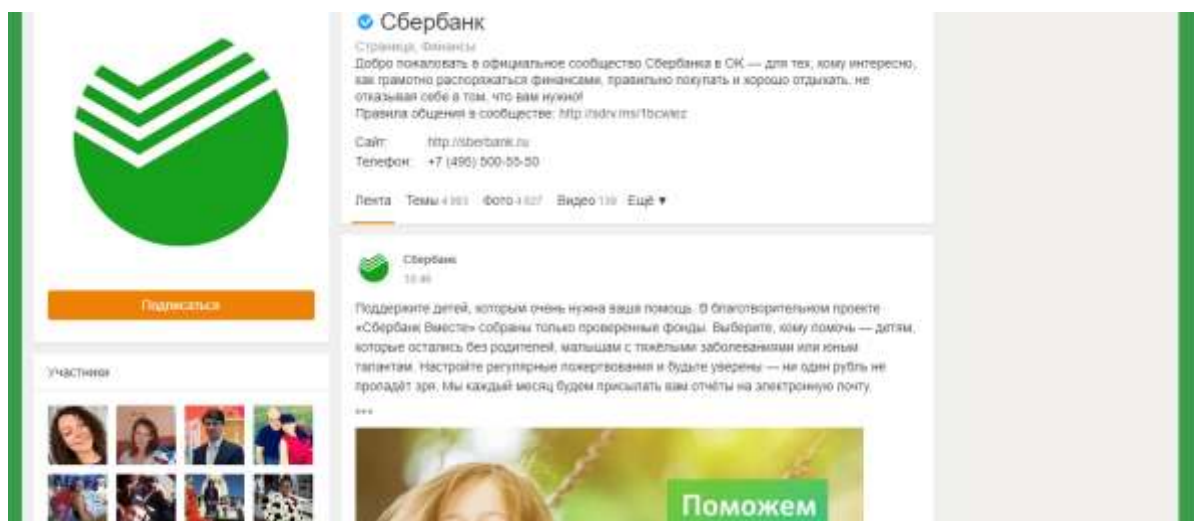 Сбербанк
Страница, Финансы
Добро пожаловать в официальное сообщество Сбербанка в ОК — для тех, кому интересно,
как грамотно распоряжаться финансами, правильно покупать и хорошо отдыхать, не
отказывая себе в том, что вам нужно!
Правила общения в сообществе:
Сайт: http://sberbank.ru
Телефон: +7 (495) 500-55-50
Лента Темы Фото Видео Ещё ▼
Сбербанк
Подписаться
Поддержите детей, которым очень нужна ваша помощь. В благотворительном проекте
«Сбербанк Вместе» собраны только проверенные фонды. Выберите, кому помочь — детям,
которые остались без родителей, малышам с тяжёлыми заболеваниями или юным
талантам. Настройте регулярные пожертвования и будьте уверены — ни один рубль не
пропадёт зря. Мы каждый месяц будем присылать вам отчёты на электронную почту.
***
Участники
Поможем